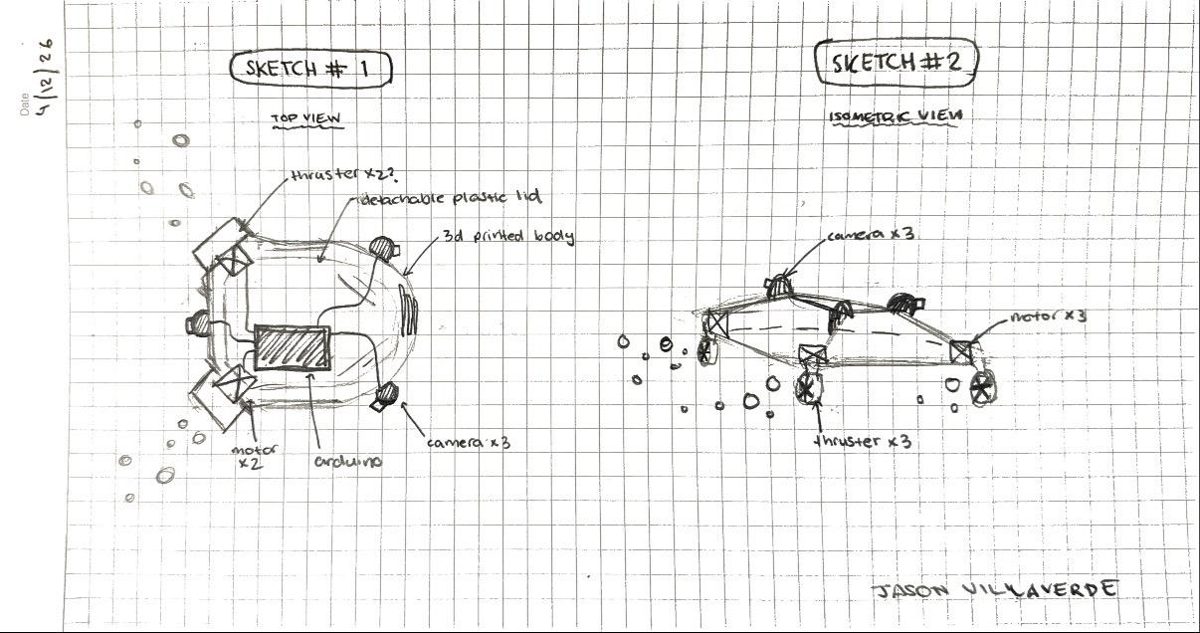 Date
4/12/26
SKETCH # 1
TOP VIEW
thruster x2?
detachable plastic lid
3d printed body
motor
x2
arduino
camera x3
SKETCH #2
ISOMETRIC VIEW
camera x3
motor x3
thruster x3
JASON VILLAVERDE